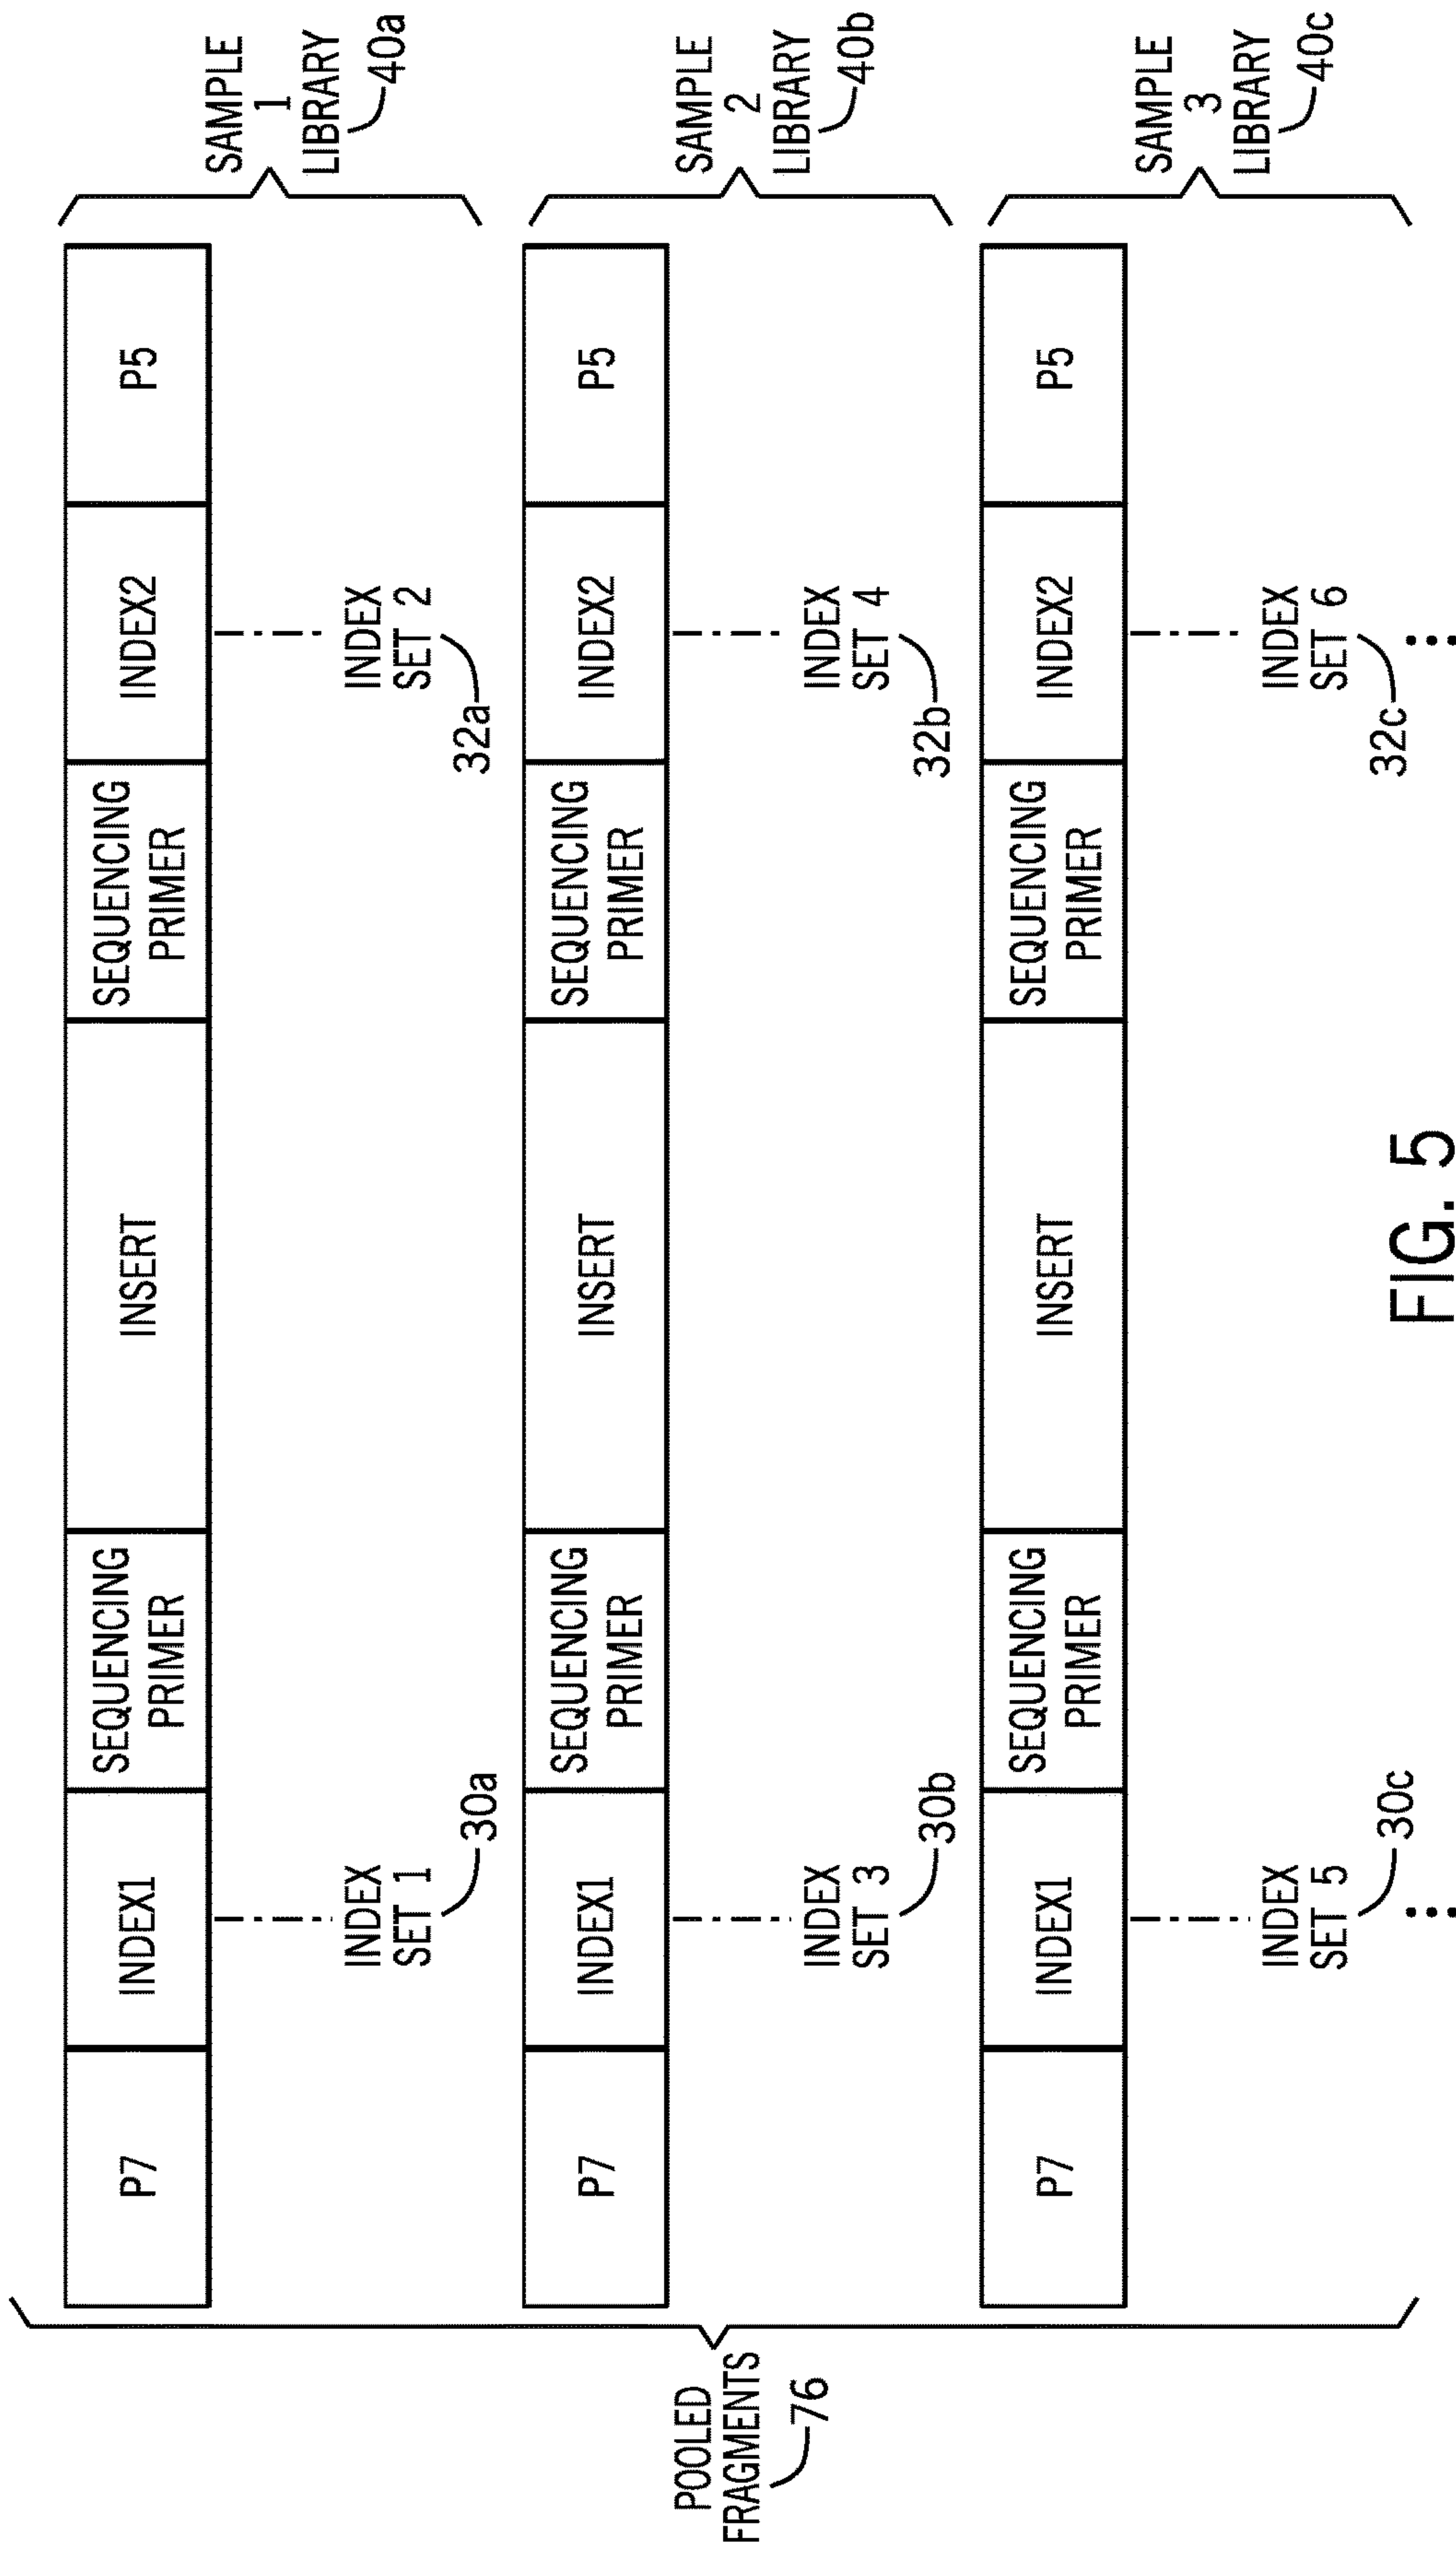 POOLED
FRAGMENTS
76
P7
INDEX1
SEQUENCING
PRIMER
INSERT
SEQUENCING
PRIMER
INDEX2
P5
SAMPLE
1
LIBRARY
40a
INDEX
SET 1
30a
INDEX
SET 2
32a
P7
INDEX1
SEQUENCING
PRIMER
INSERT
SEQUENCING
PRIMER
INDEX2
P5
SAMPLE
2
LIBRARY
40b
INDEX
SET 3
30b
INDEX
SET 4
32b
P7
INDEX1
SEQUENCING
PRIMER
INSERT
SEQUENCING
PRIMER
INDEX2
P5
SAMPLE
3
LIBRARY
40c
INDEX
SET 5
30c
INDEX
SET 6
32c
FIG. 5